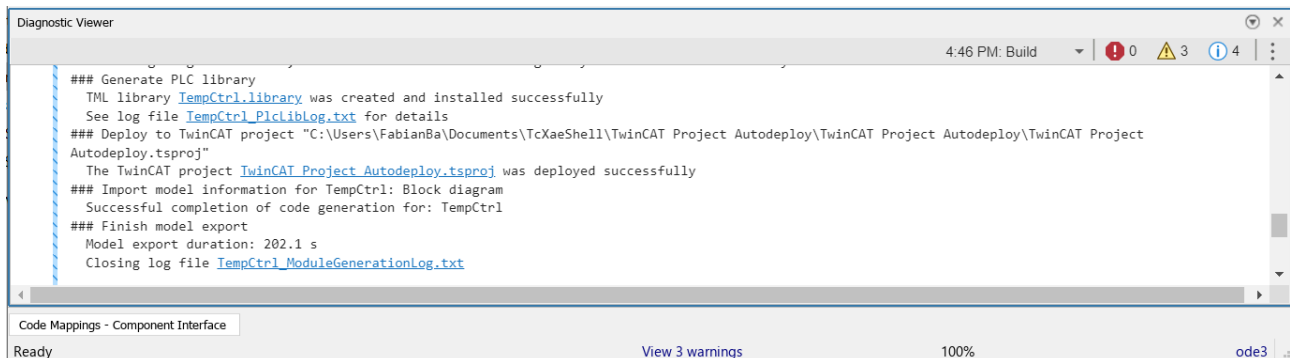 Diagnostic Viewer
4:46 PM: Build 0 3 4
### Generate PLC library
TML library TempCtrl.library was created and installed successfully
See log file TempCtrl_PlcLibLog.txt for details
### Deploy to TwinCAT project "C:\Users\FabianBa\Documents\TcXaeShell\TwinCAT Project Autodeploy\TwinCAT Project Autodeploy\TwinCAT Project
Autodeploy.tsproj"
The TwinCAT project TwinCAT Project Autodeploy.tsproj was deployed successfully
### Import model information for TempCtrl: Block diagram
Successful completion of code generation for: TempCtrl
### Finish model export
Model export duration: 202.1 s
Closing log file TempCtrl_ModuleGenerationLog.txt
Code Mappings - Component Interface
Ready View 3 warnings 100% ode3